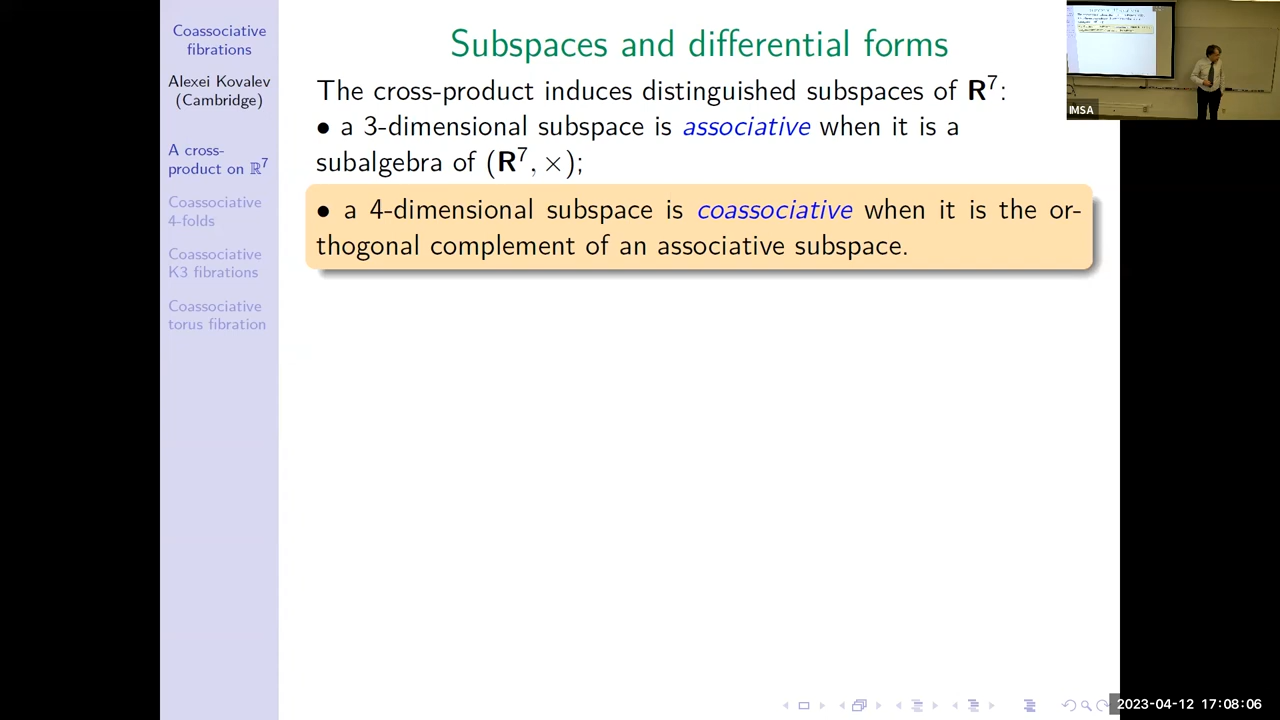 Coassociative
fibrations
Alexei Kovalev
(Cambridge)
A cross-
product on ℝ⁷
Coassociative
4-folds
Coassociative
K3 fibrations
Coassociative
torus fibration
Subspaces and differential forms
The cross-product induces distinguished subspaces of R⁷:
• a 3-dimensional subspace is associative when it is a
subalgebra of (R⁷, ×);
• a 4-dimensional subspace is coassociative when it is the or-
thogonal complement of an associative subspace.
IMSA
2023-04-12 17:08:06